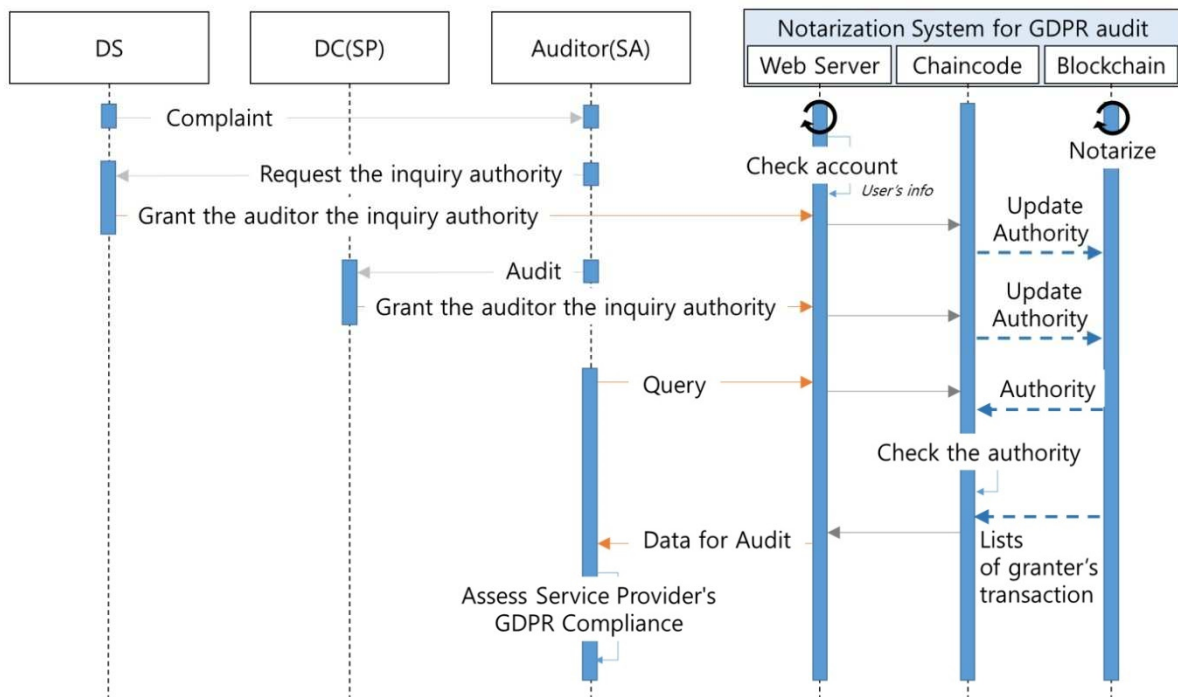 DS
DC(SP)
Auditor(SA)
Notarization System for GDPR audit
Web Server
Chaincode
Blockchain
Complaint
Check account
User's info
Notarize
Request the inquiry authority
Grant the auditor the inquiry authority
Update
Authority
Audit
Grant the auditor the inquiry authority
Update
Authority
Query
Authority
Check the authority
Data for Audit
Lists
of granter's
transaction
Assess Service Provider's
GDPR Compliance